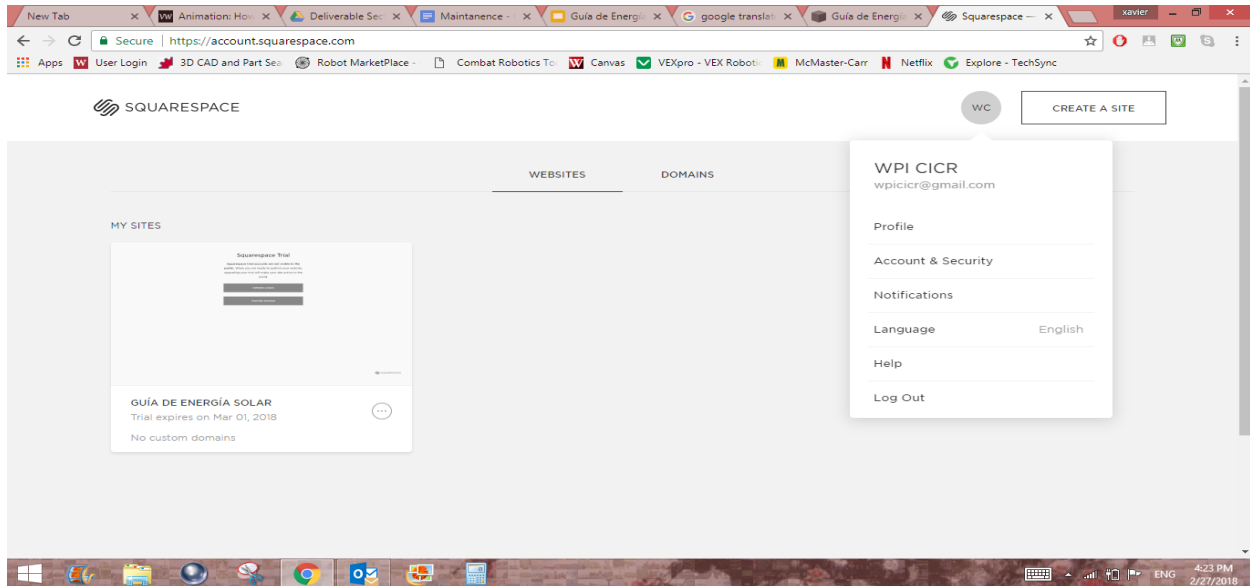 New Tab
Animation: How
Deliverable Sec
Maintanence -
Guía de Energía
google translat
Guía de Energía
Squarespace —
xavier
Secure | https://account.squarespace.com
Apps
User Login
3D CAD and Part Sea
Robot MarketPlace -
Combat Robotics To
Canvas
VEXpro - VEX Roboti
McMaster-Carr
Netflix
Explore - TechSync
SQUARESPACE
WC
CREATE A SITE
WEBSITES
DOMAINS
WPI CICR
wpicicr@gmail.com
Profile
Account & Security
Notifications
Language English
Help
Log Out
MY SITES
Squarespace Trial
GUÍA DE ENERGÍA SOLAR
Trial expires on Mar 01, 2018
No custom domains
ENG
4:23 PM
2/27/2018